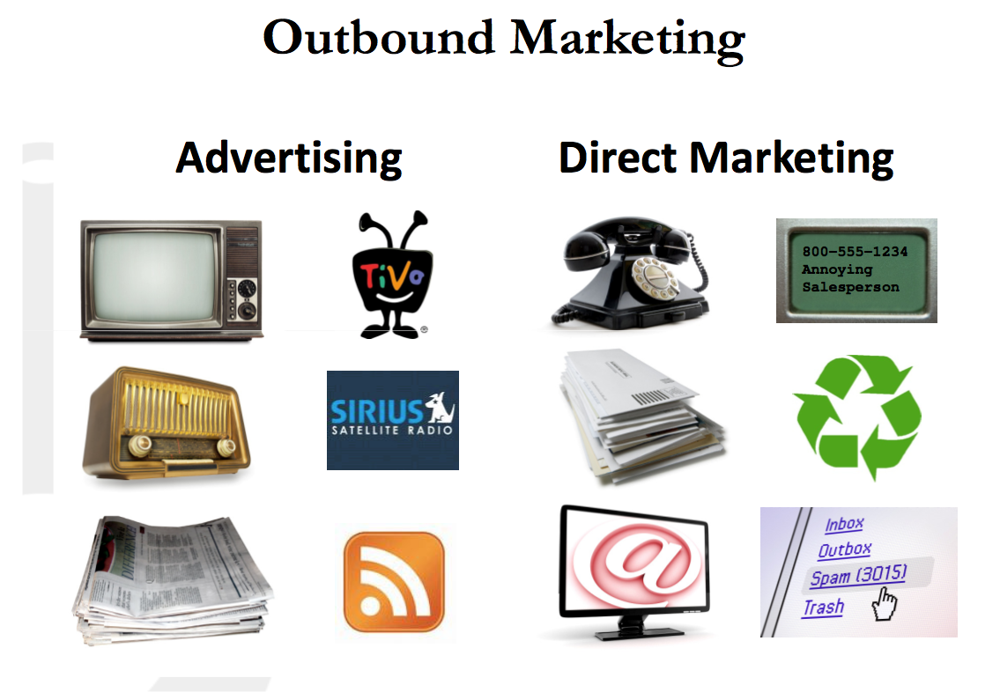 Outbound Marketing
Advertising
Direct Marketing
TiVo
®
800-555-1234
Annoying
Salesperson
SIRIUS
SATELLITE RADIO
Inbox
Outbox
Spam (3015)
Trash